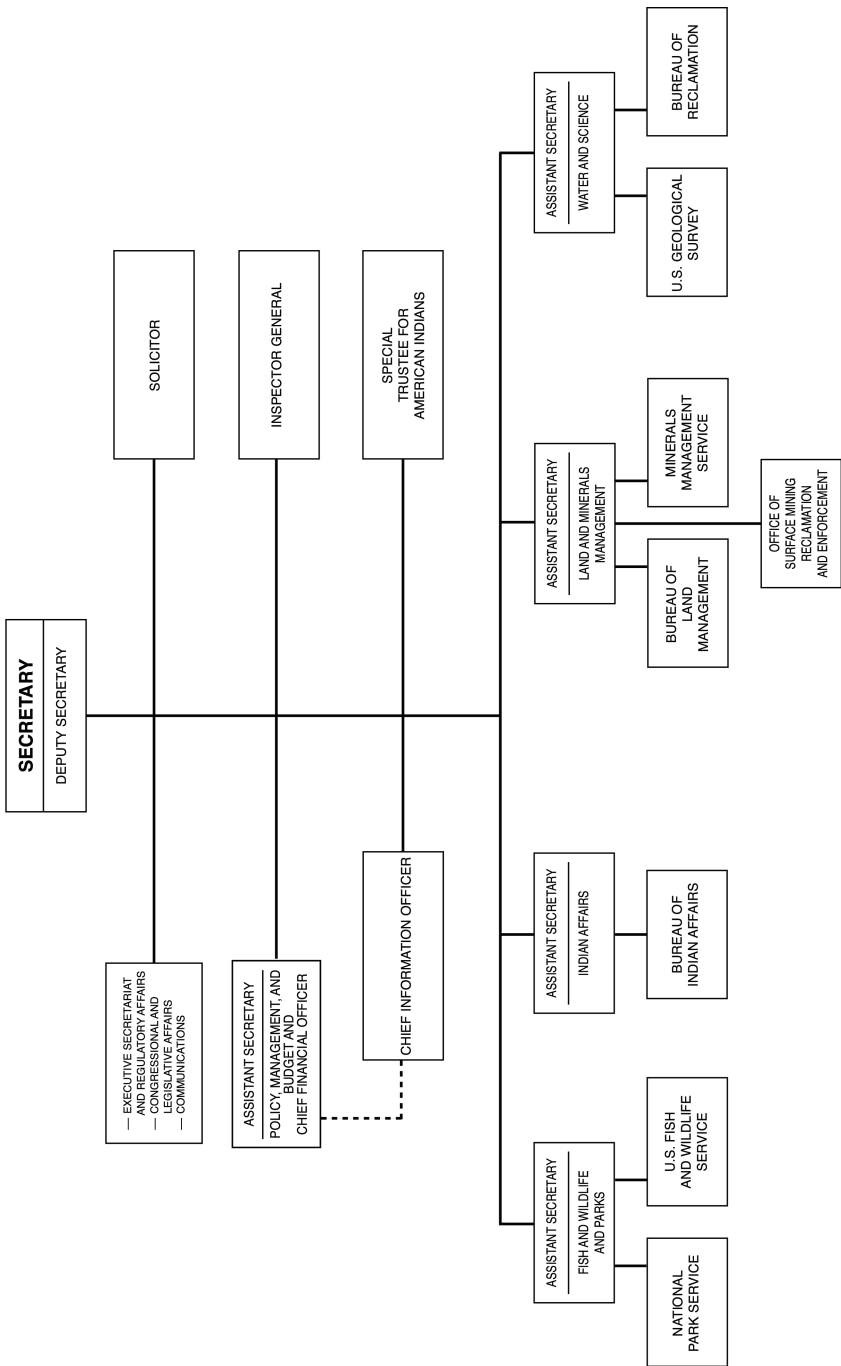 SECRETARY
DEPUTY SECRETARY
— EXECUTIVE SECRETARIAT
AND REGULATORY AFFAIRS
— CONGRESSIONAL AND
LEGISLATIVE AFFAIRS
— COMMUNICATIONS
SOLICITOR
ASSISTANT SECRETARY
POLICY, MANAGEMENT, AND
BUDGET AND
CHIEF FINANCIAL OFFICER
INSPECTOR GENERAL
CHIEF INFORMATION OFFICER
SPECIAL
TRUSTEE FOR
AMERICAN INDIANS
ASSISTANT SECRETARY
FISH AND WILDLIFE
AND PARKS
ASSISTANT SECRETARY
INDIAN AFFAIRS
ASSISTANT SECRETARY
LAND AND MINERALS
MANAGEMENT
ASSISTANT SECRETARY
WATER AND SCIENCE
NATIONAL
PARK SERVICE
U.S. FISH
AND WILDLIFE
SERVICE
BUREAU OF
INDIAN AFFAIRS
BUREAU OF
LAND
MANAGEMENT
MINERALS
MANAGEMENT
SERVICE
U.S. GEOLOGICAL
SURVEY
BUREAU OF
RECLAMATION
OFFICE OF
SURFACE MINING
RECLAMATION
AND ENFORCEMENT